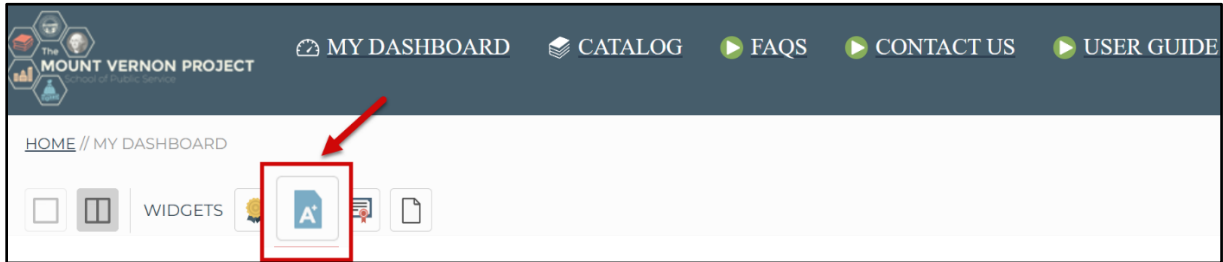 The
MOUNT VERNON PROJECT
School of Public Service
MY DASHBOARD
CATALOG
FAQS
CONTACT US
USER GUIDE
HOME // MY DASHBOARD
WIDGETS
A+